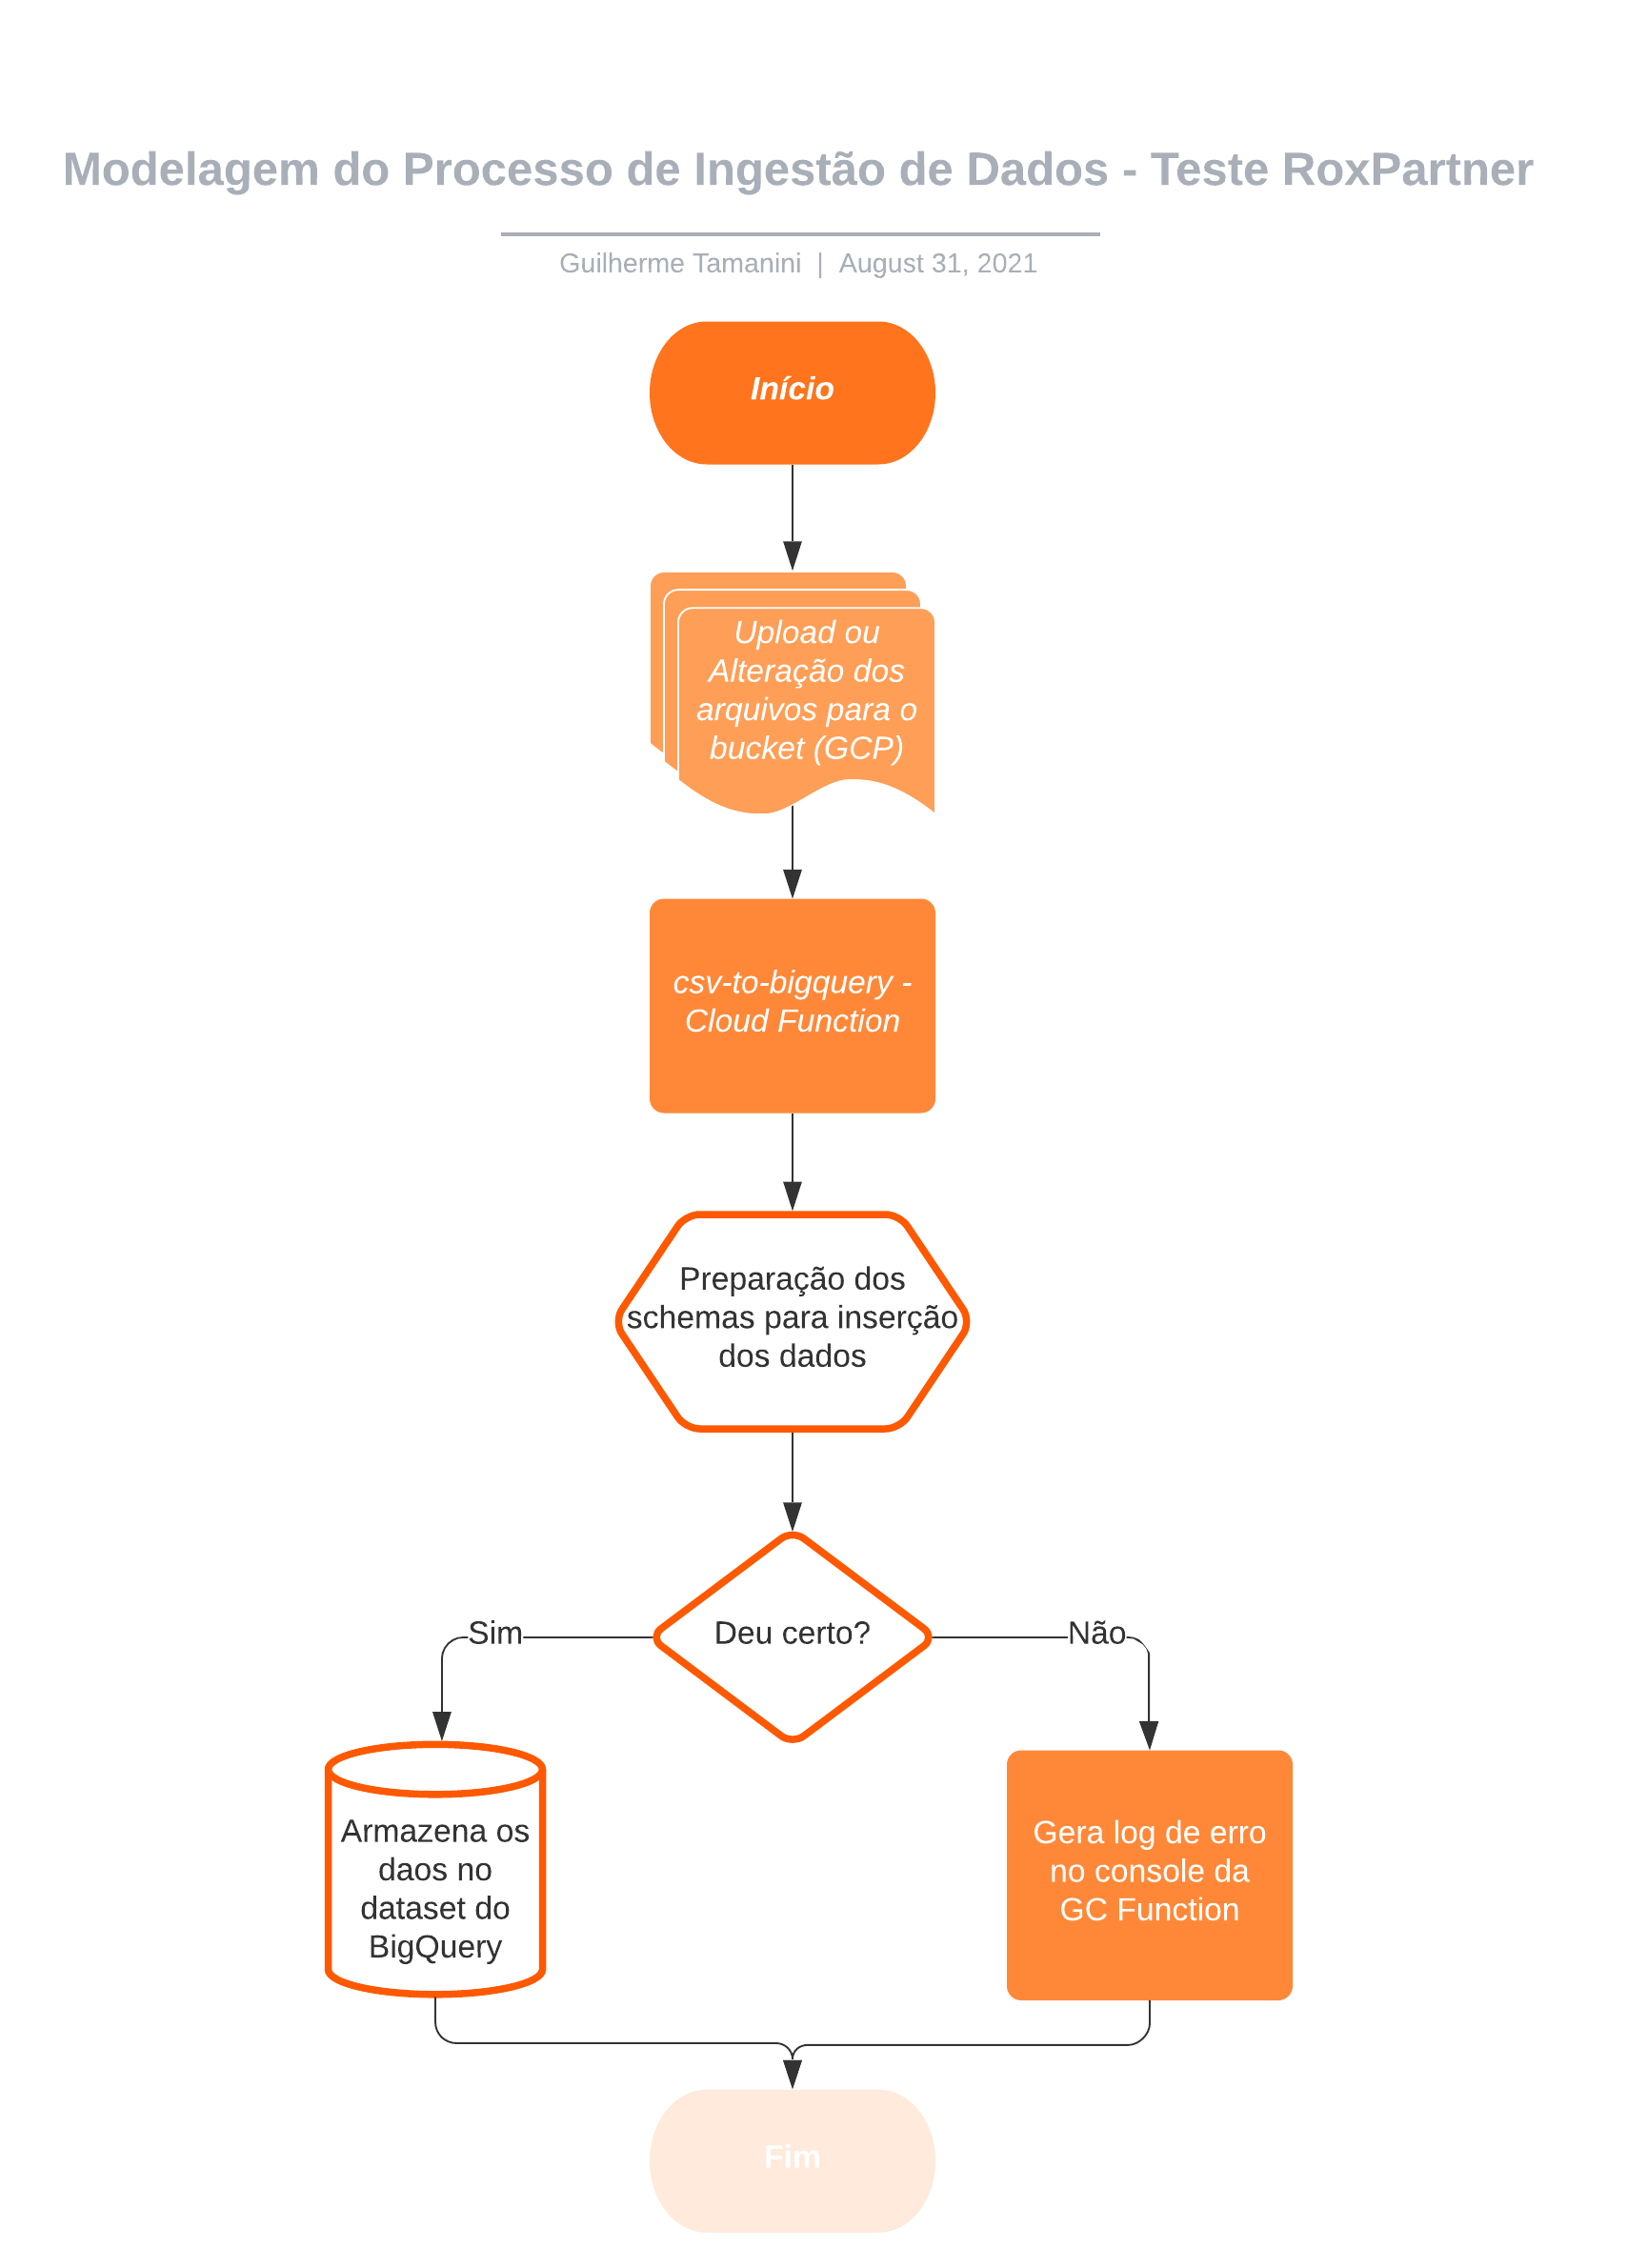 Modelagem do Processo de Ingestão de Dados - Teste RoxPartner
Guilherme Tamanini | August 31, 2021
Início
Upload ou
Alteração dos
arquivos para o
bucket (GCP)
csv-to-bigquery -
Cloud Function
Preparação dos
schemas para inserção
dos dados
Deu certo?
Sim
Não
Armazena os
daos no
dataset do
BigQuery
Gera log de erro
no console da
GC Function
Fim